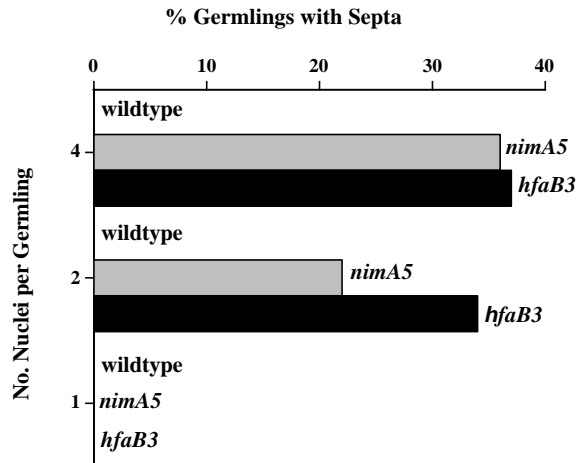 % Germlings with Septa
0 10 20 30 40
wildtype
nimA5
4
hfaB3
wildtype
nimA5
2
hfaB3
wildtype
1 nimA5
hfaB3
No. Nuclei per Germling